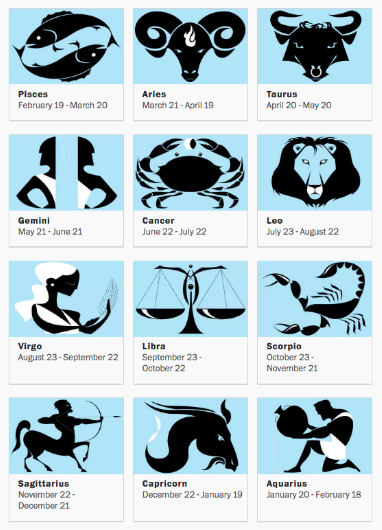 Pisces
February 19 - March 20
Aries
March 21 - April 19
Taurus
April 20 - May 20
Gemini
May 21 - June 21
Cancer
June 22 - July 22
Leo
July 23 - August 22
Virgo
August 23 - September 22
Libra
September 23 -
October 22
Scorpio
October 23 -
November 21
Sagittarius
November 22 -
December 21
Capricorn
December 22 - January 19
Aquarius
January 20 - February 18